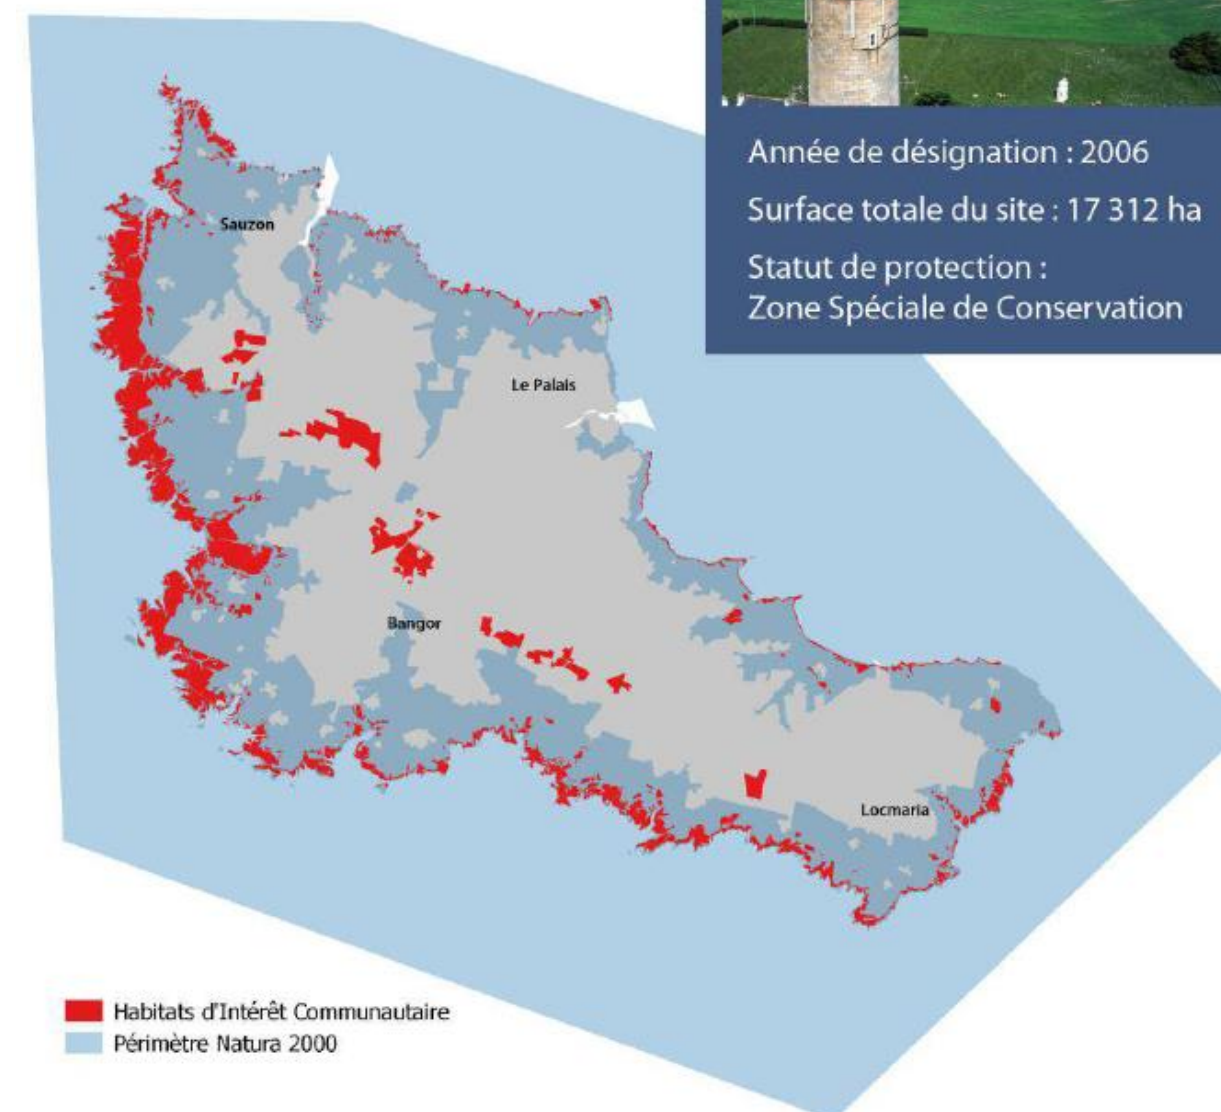 Année de désignation : 2006
Surface totale du site : 17 312 ha
Statut de protection :
Zone Spéciale de Conservation
Sauzon
Le Palais
Bangor
Locmaria
Habitats d'Intérêt Communautaire
Périmètre Natura 2000